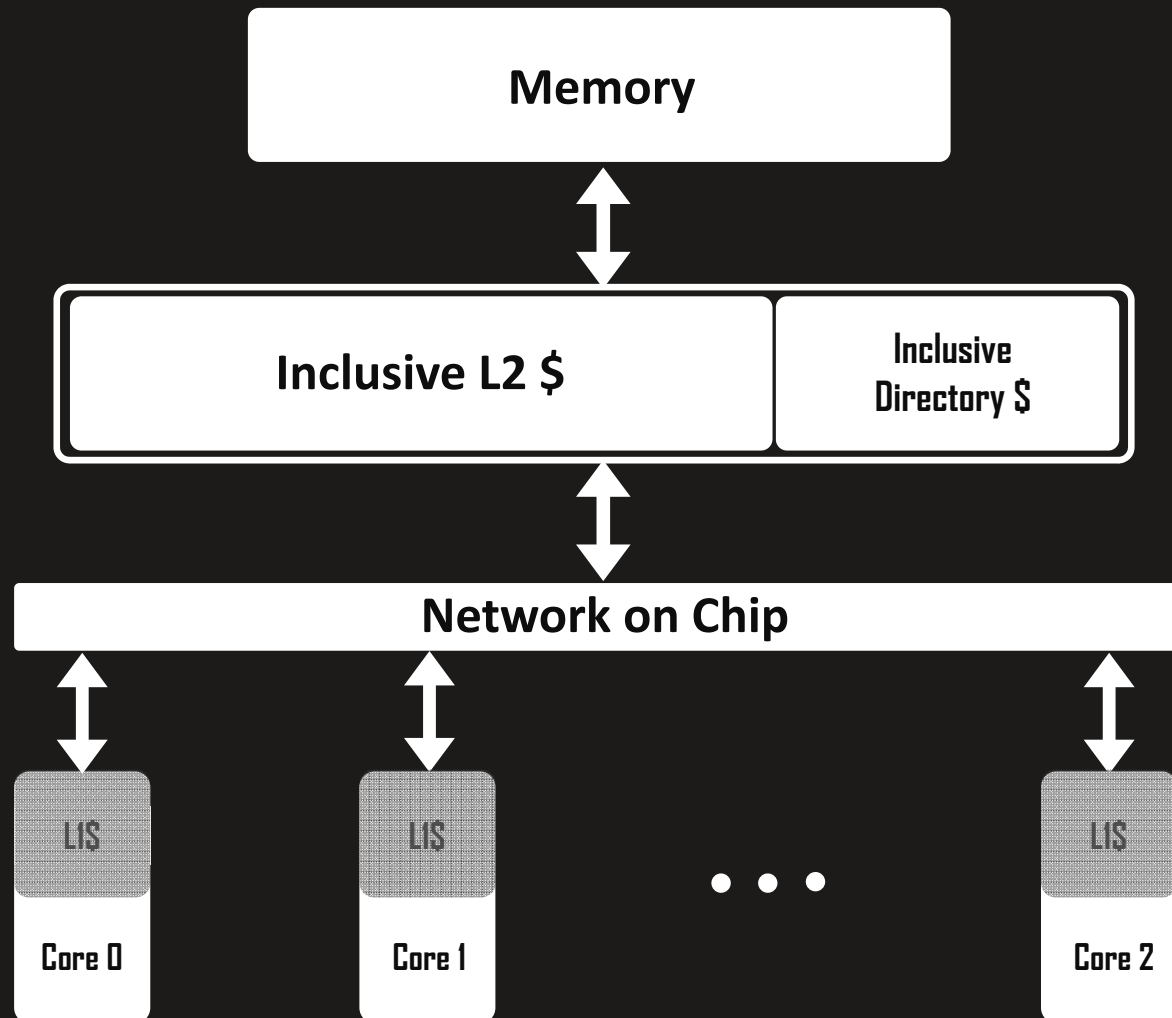 Memory
Inclusive L2 $
Inclusive
Directory $
Network on Chip
L1$
L1$
L1$
Core 0
Core 1
Core 2